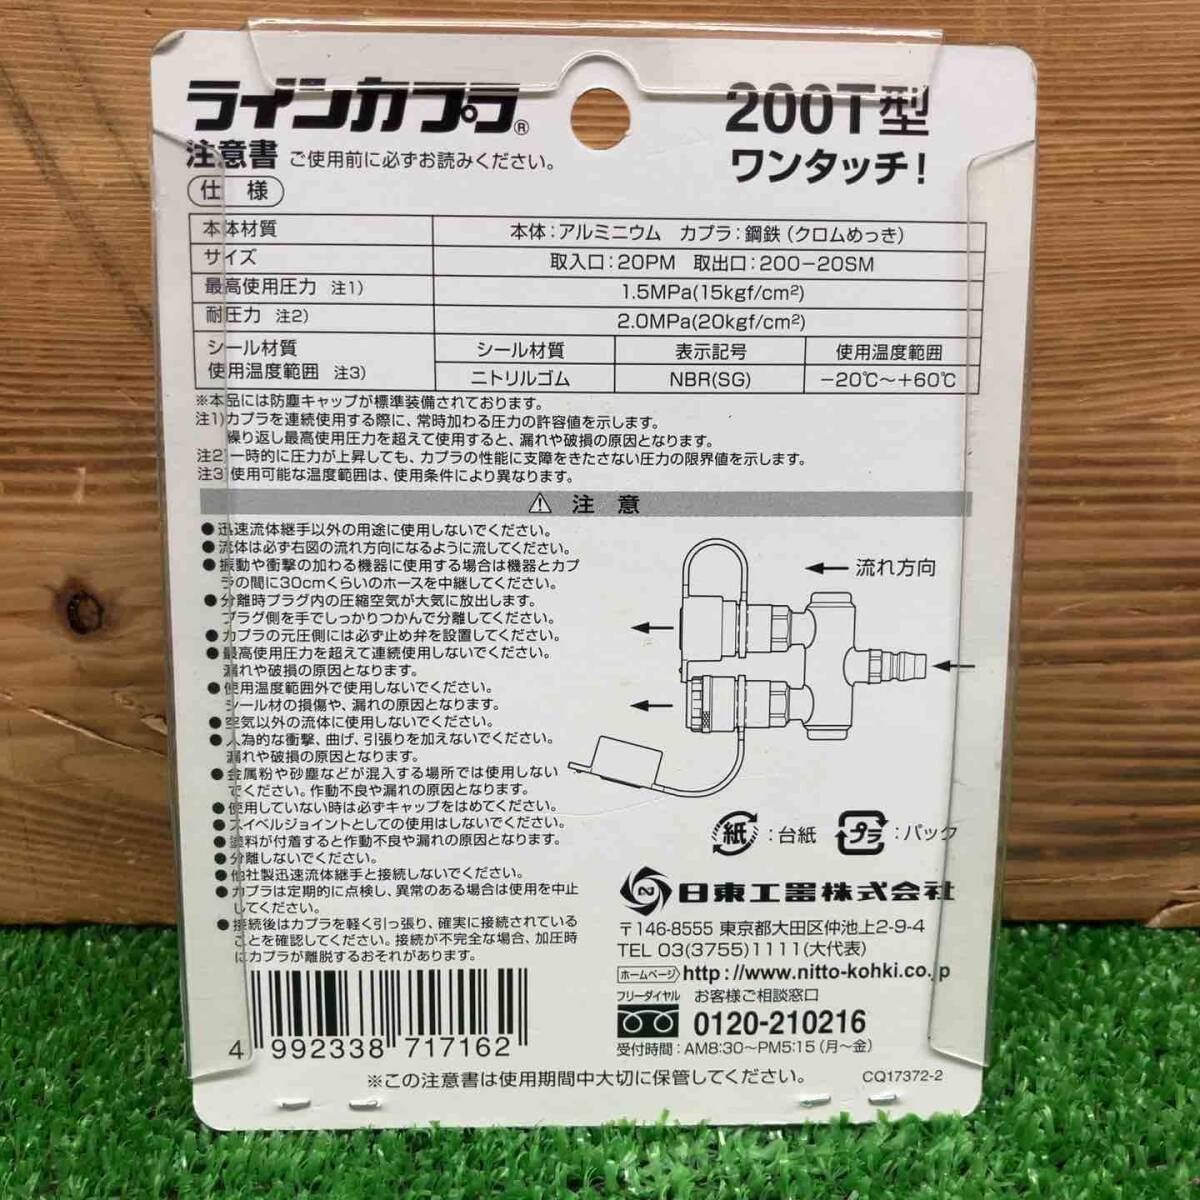 ラインカプラ®
200T型
ワンタッチ!
注意書 ご使用前に必ずお読みください。
仕様
本体材質 本体:アルミニウム カプラ:鋼鉄(クロムめっき)
サイズ 取入口:20PM 取出口:200-20SM
最高使用圧力 注1) 1.5MPa(15kgf/cm²)
耐圧力 注2) 2.0MPa(20kgf/cm²)
シール材質
使用温度範囲 注3)
シール材質 表示記号 使用温度範囲
ニトリルゴム NBR(SG) -20℃～+60℃
※本品には防塵キャップが標準装備されております。
注1)カプラを連続使用する際に、常時加わる圧力の許容値を示します。
繰り返し最高使用圧力を超えて使用すると、漏れや破損の原因となります。
注2)一時的に圧力が上昇しても、カプラの性能に支障をきたさない圧力の限界値を示します。
注3)使用可能な温度範囲は、使用条件により異なります。
⚠ 注意
●迅速流体継手以外の用途に使用しないでください。
●流体は必ず右図の流れ方向になるように流してください。
●振動や衝撃の加わる機器に使用する場合は機器とカプ
ラの間に30cmくらいのホースを中継してください。
●分離時プラグ内の圧縮空気が大気に放出します。
プラグ側を手でしっかりつかんで分離してください。
●カプラの元圧側には必ず止め弁を設置してください。
●最高使用圧力を超えて連続使用しないでください。
漏れや破損の原因となります。
●使用温度範囲外で使用しないでください。
シール材の損傷や、漏れの原因となります。
●空気以外の流体に使用しないでください。
●人為的な衝撃、曲げ、引張りを加えないでください。
漏れや破損の原因となります。
●金属粉や砂塵などが混入する場所では使用しない
でください。作動不良や漏れの原因となります。
●使用していない時は必ずキャップをはめてください。
●スイベルジョイントとしての使用はしないでください。
●塗料が付着すると作動不良や漏れの原因となります。
●分離しないでください。
●他社製迅速流体継手と接続しないでください。
●カプラは定期的に点検し、異常のある場合は使用を中止
してください。
●接続後はカプラを軽く引っ張り、確実に接続されている
ことを確認してください。接続が不完全な場合、加圧時
にカプラが離脱するおそれがあります。
流れ方向
紙:台紙 プラ:パック
日東工器株式会社
〒146-8555 東京都大田区仲池上2-9-4
TEL 03(3755)1111(大代表)
ホームページ http://www.nitto-kohki.co.jp
フリーダイヤル お客様ご相談窓口
0120-210216
受付時間:AM8:30～PM5:15(月～金)
4 992338 717162
※この注意書は使用期間中大切に保管してください。
CQ17372-2